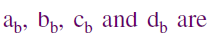 a_b, b_b, c_b and d_b are